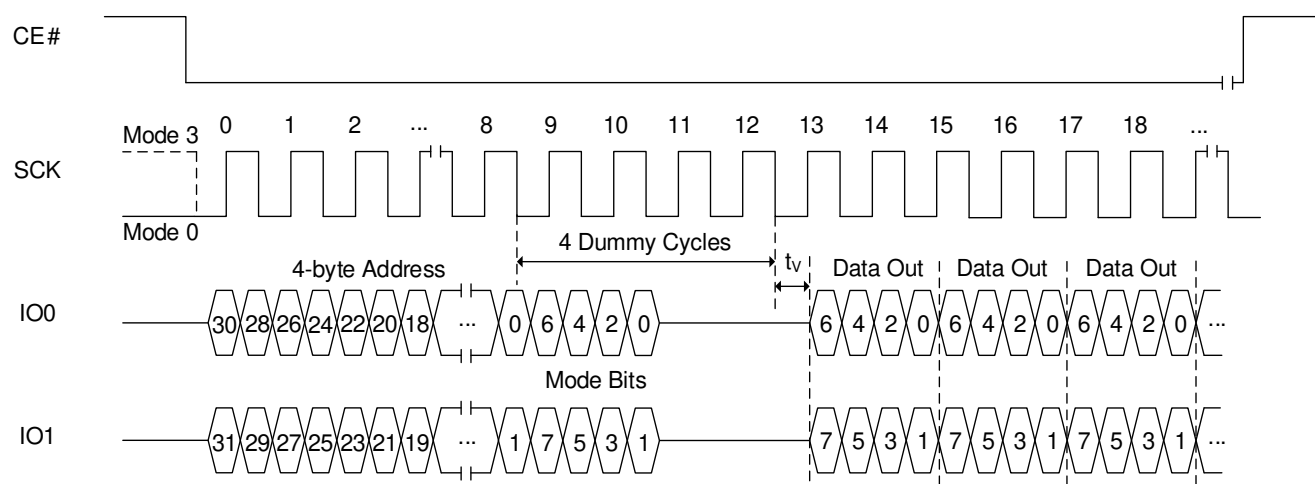 CE#
Mode 3 0 1 2 ... 8 9 10 11 12 13 14 15 16 17 18 ...
SCK
Mode 0
4 Dummy Cycles
4-byte Address tV Data Out Data Out Data Out
IO0 30 28 26 24 22 20 18 ... 0 6 4 2 0 6 4 2 0 6 4 2 0 6 4 2 0 ...
Mode Bits
IO1 31 29 27 25 23 21 19 ... 1 7 5 3 1 7 5 3 1 7 5 3 1 7 5 3 1 ...